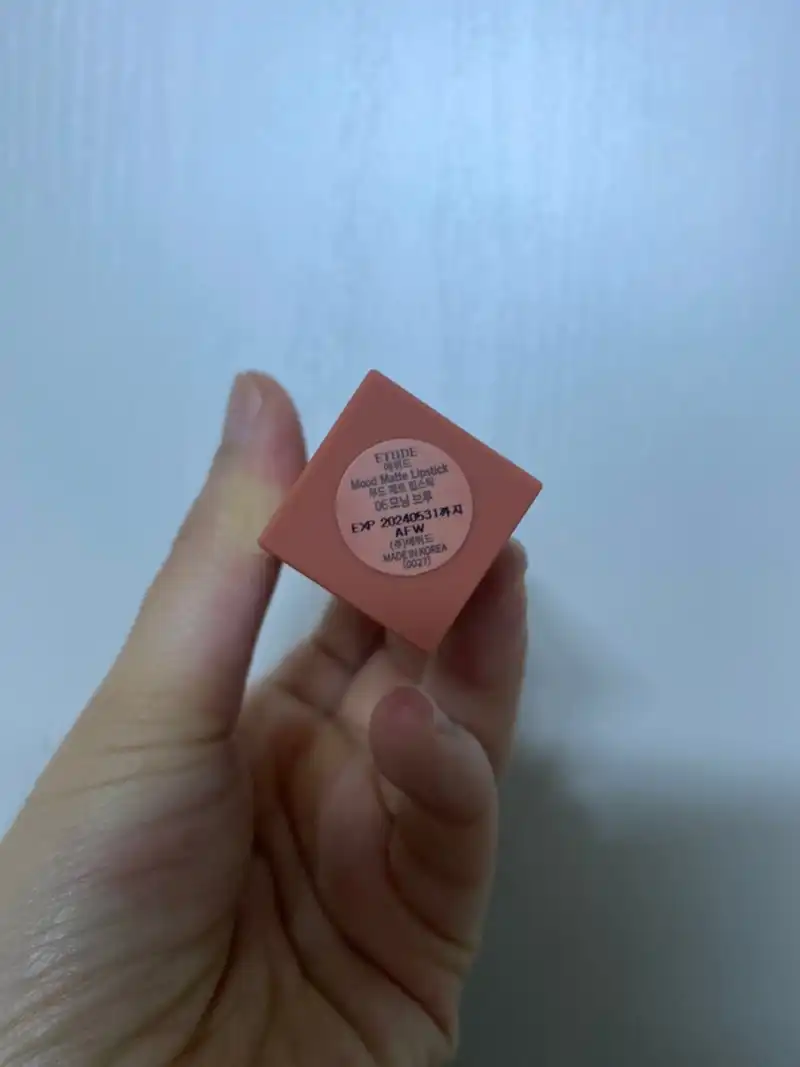 ETUDE
에뛰드
Mood Matte Lipstick
무드 매트 립스틱
06 모닝 브루
EXP 20240531까지
AFW
(주)에뛰드
MADE IN KOREA
(0027)